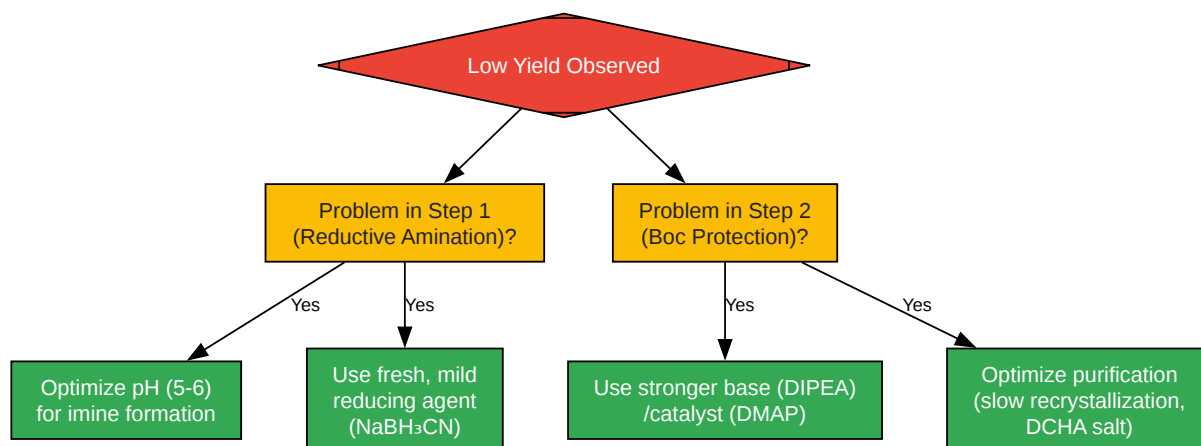 Low Yield Observed
Problem in Step 1
(Reductive Amination)?
Problem in Step 2
(Boc Protection)?
Yes
Yes
Yes
Yes
Optimize pH (5-6)
for imine formation
Use fresh, mild
reducing agent
(NaBH₃CN)
Use stronger base (DIPEA)
/catalyst (DMAP)
Optimize purification
(slow recrystallization,
DCHA salt)